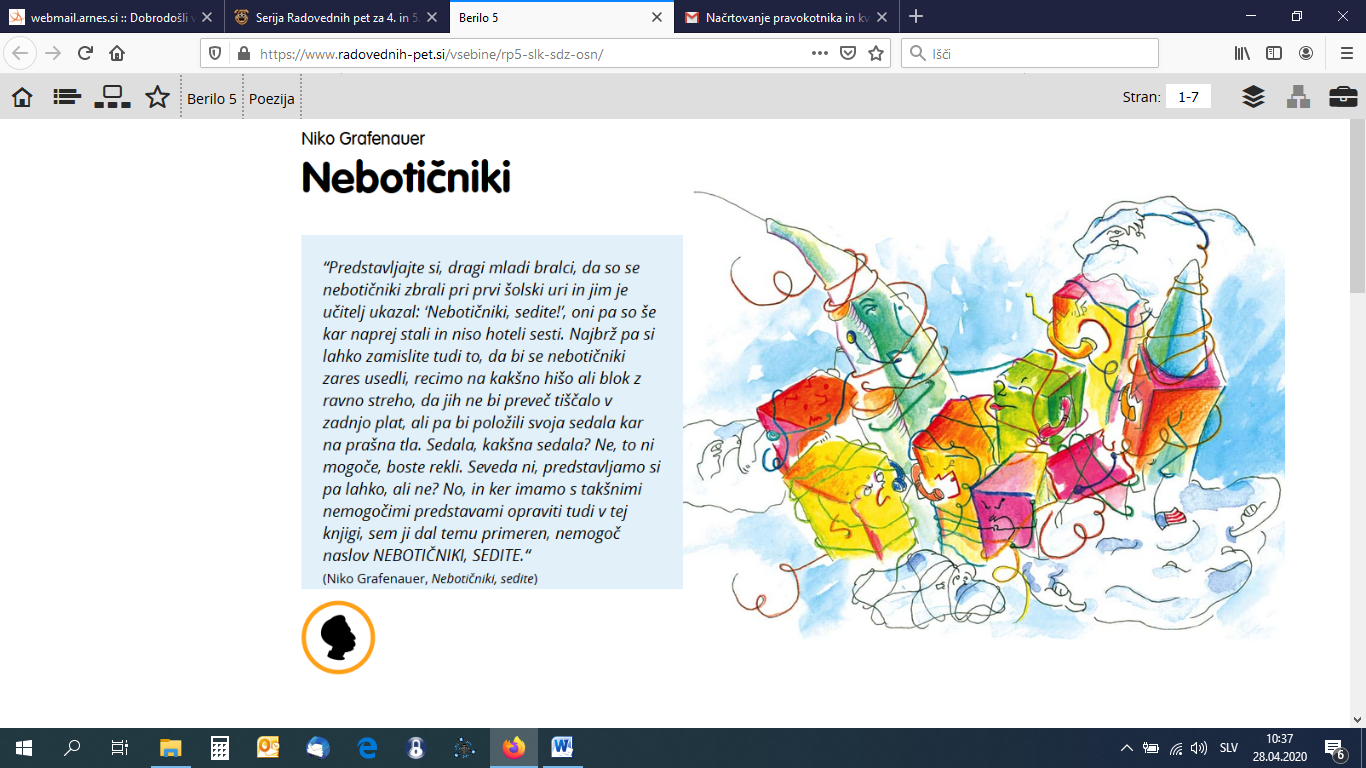 webmail.arnes.si :: Dobrodošli v
Serija Radovednih pet za 4. in 5.
Berilo 5
Načrtovanje pravokotnika in kv
https://www.radovednih-pet.si/vsebine/rp5-slk-sdz-osn/
Išči
Berilo 5
Poezija
Stran:
1-7
Niko Grafenauer
Nebotičniki
“Predstavljajte si, dragi mladi bralci, da so se
nebotičniki zbrali pri prvi šolski uri in jim je
učitelj ukazal: ‘Nebotičniki, sedite!’, oni pa so še
kar naprej stali in niso hoteli sesti. Najbrž pa si
lahko zamislite tudi to, da bi se nebotičniki
zares usedli, recimo na kakšno hišo ali blok z
ravno streho, da jih ne bi preveč tiščalo v
zadnjo plat, ali pa bi položili svoja sedala kar
na prašna tla. Sedala, kakšna sedala? Ne, to ni
mogoče, boste rekli. Seveda ni, predstavljamo si
pa lahko, ali ne? No, in ker imamo s takšnimi
nemogočimi predstavami opraviti tudi v tej
knjigi, sem ji dal temu primeren, nemogoč
naslov NEBOTIČNIKI, SEDITE.“
(Niko Grafenauer, Nebotičniki, sedite)
SLV
10:37
28.04.2020
6